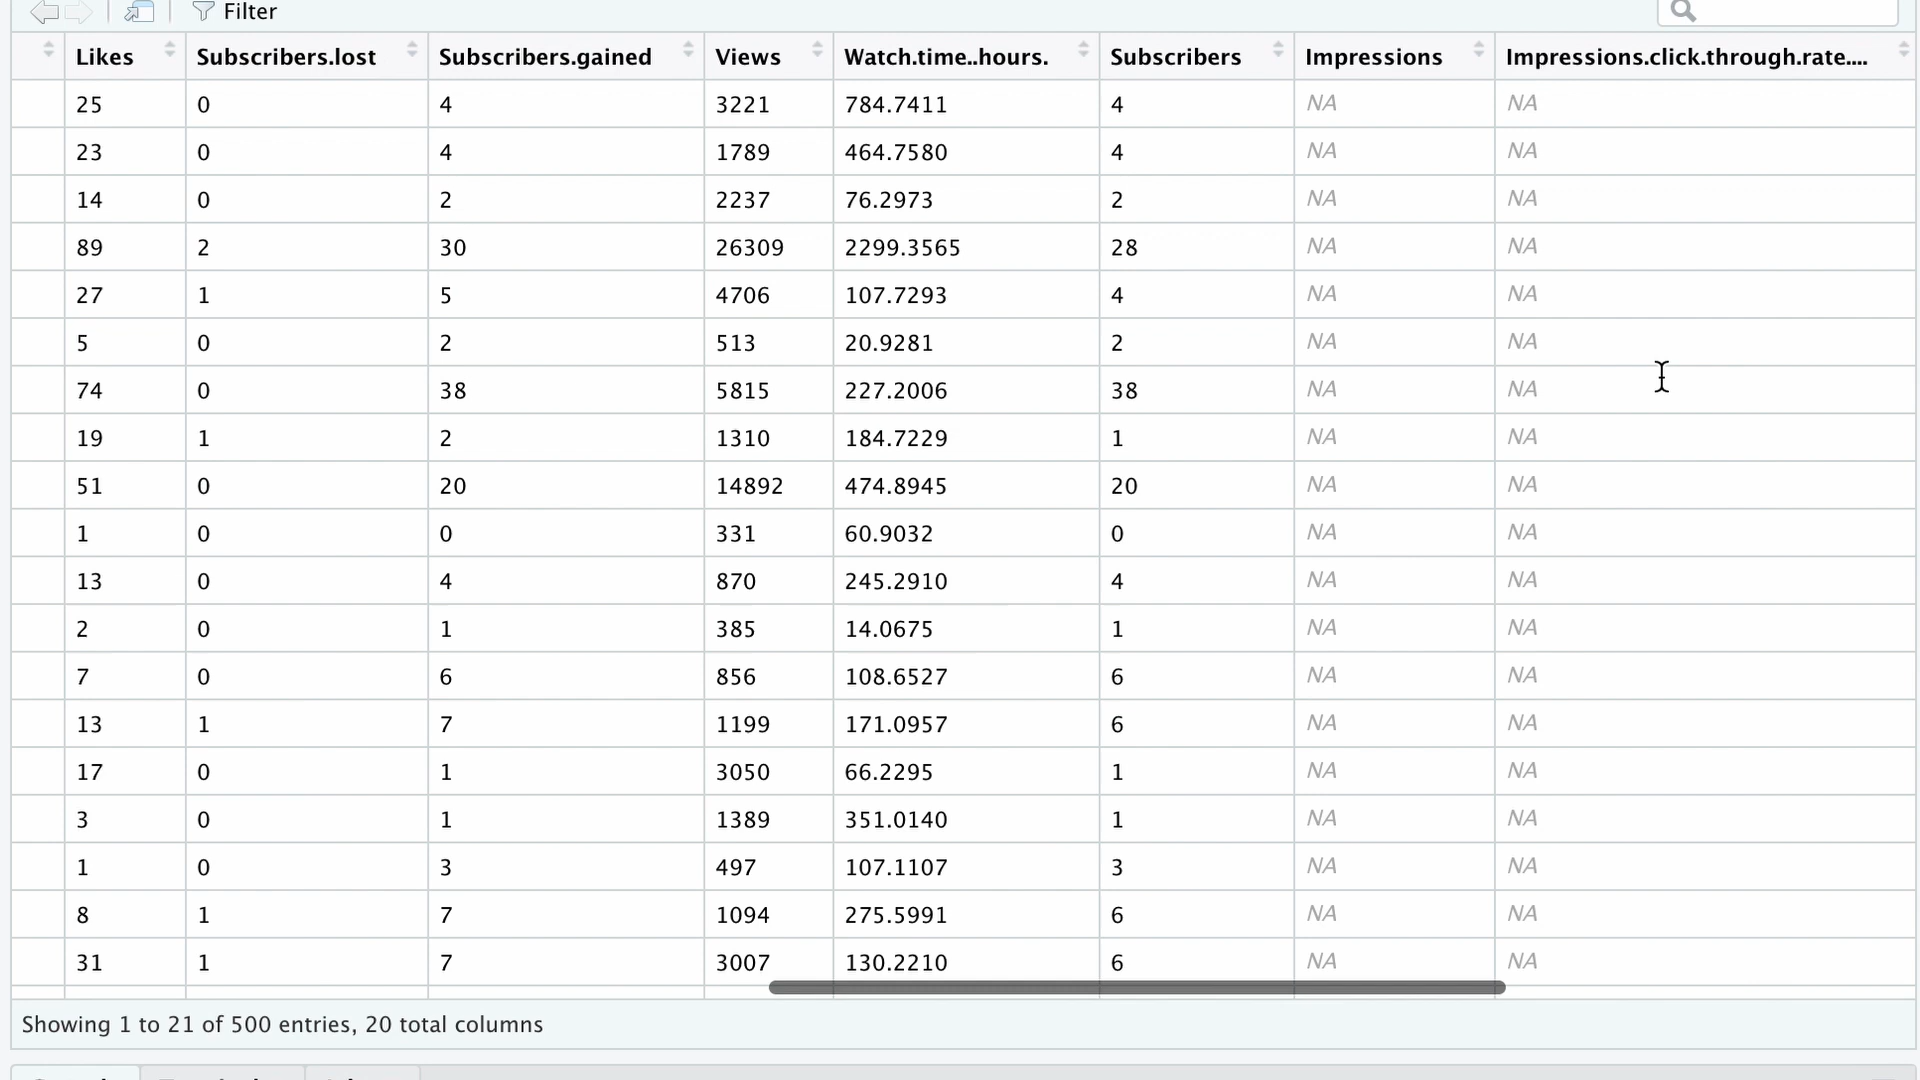 Filter
Likes Subscribers.lost Subscribers.gained Views Watch.time..hours. Subscribers Impressions Impressions.click.through.rate....
25 0 4 3221 784.7411 4 NA NA
23 0 4 1789 464.7580 4 NA NA
14 0 2 2237 76.2973 2 NA NA
89 2 30 26309 2299.3565 28 NA NA
27 1 5 4706 107.7293 4 NA NA
5 0 2 513 20.9281 2 NA NA
74 0 38 5815 227.2006 38 NA NA
19 1 2 1310 184.7229 1 NA NA
51 0 20 14892 474.8945 20 NA NA
1 0 0 331 60.9032 0 NA NA
13 0 4 870 245.2910 4 NA NA
2 0 1 385 14.0675 1 NA NA
7 0 6 856 108.6527 6 NA NA
13 1 7 1199 171.0957 6 NA NA
17 0 1 3050 66.2295 1 NA NA
3 0 1 1389 351.0140 1 NA NA
1 0 3 497 107.1107 3 NA NA
8 1 7 1094 275.5991 6 NA NA
31 1 7 3007 130.2210 6 NA NA
Showing 1 to 21 of 500 entries, 20 total columns